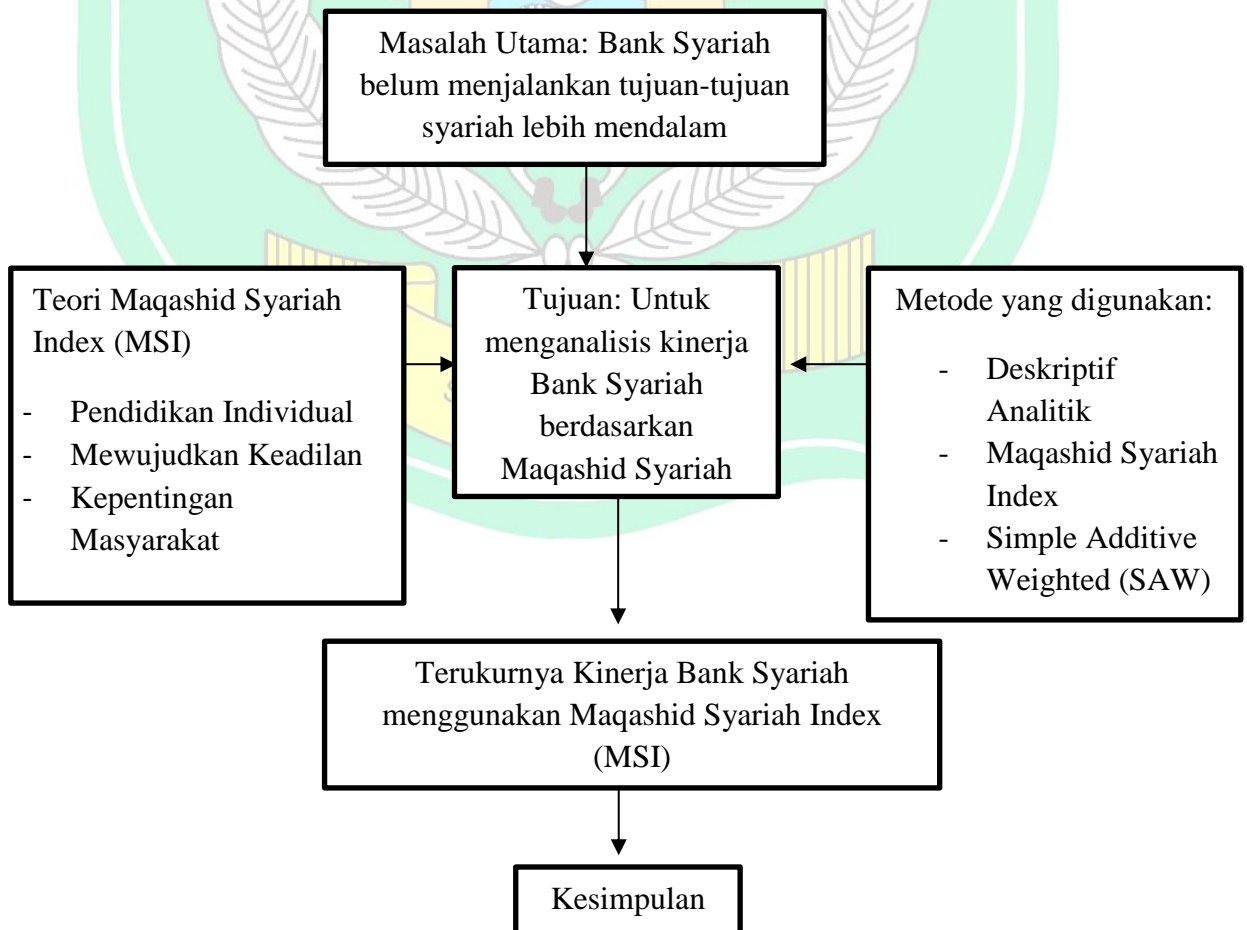 Masalah Utama: Bank Syariah
belum menjalankan tujuan-tujuan
syariah lebih mendalam
Teori Maqashid Syariah
Index (MSI)
- Pendidikan Individual
- Mewujudkan Keadilan
- Kepentingan
Masyarakat
Tujuan: Untuk
menganalisis kinerja
Bank Syariah
berdasarkan
Maqashid Syariah
Metode yang digunakan:
- Deskriptif
Analitik
- Maqashid Syariah
Index
- Simple Additive
Weighted (SAW)
Terukurnya Kinerja Bank Syariah
menggunakan Maqashid Syariah Index
(MSI)
Kesimpulan